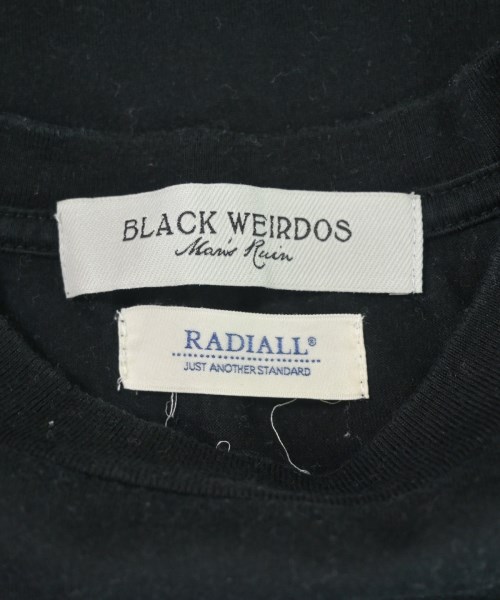 BLACK WEIRDOS
Man's Ruin
RADIALL®
JUST ANOTHER STANDARD